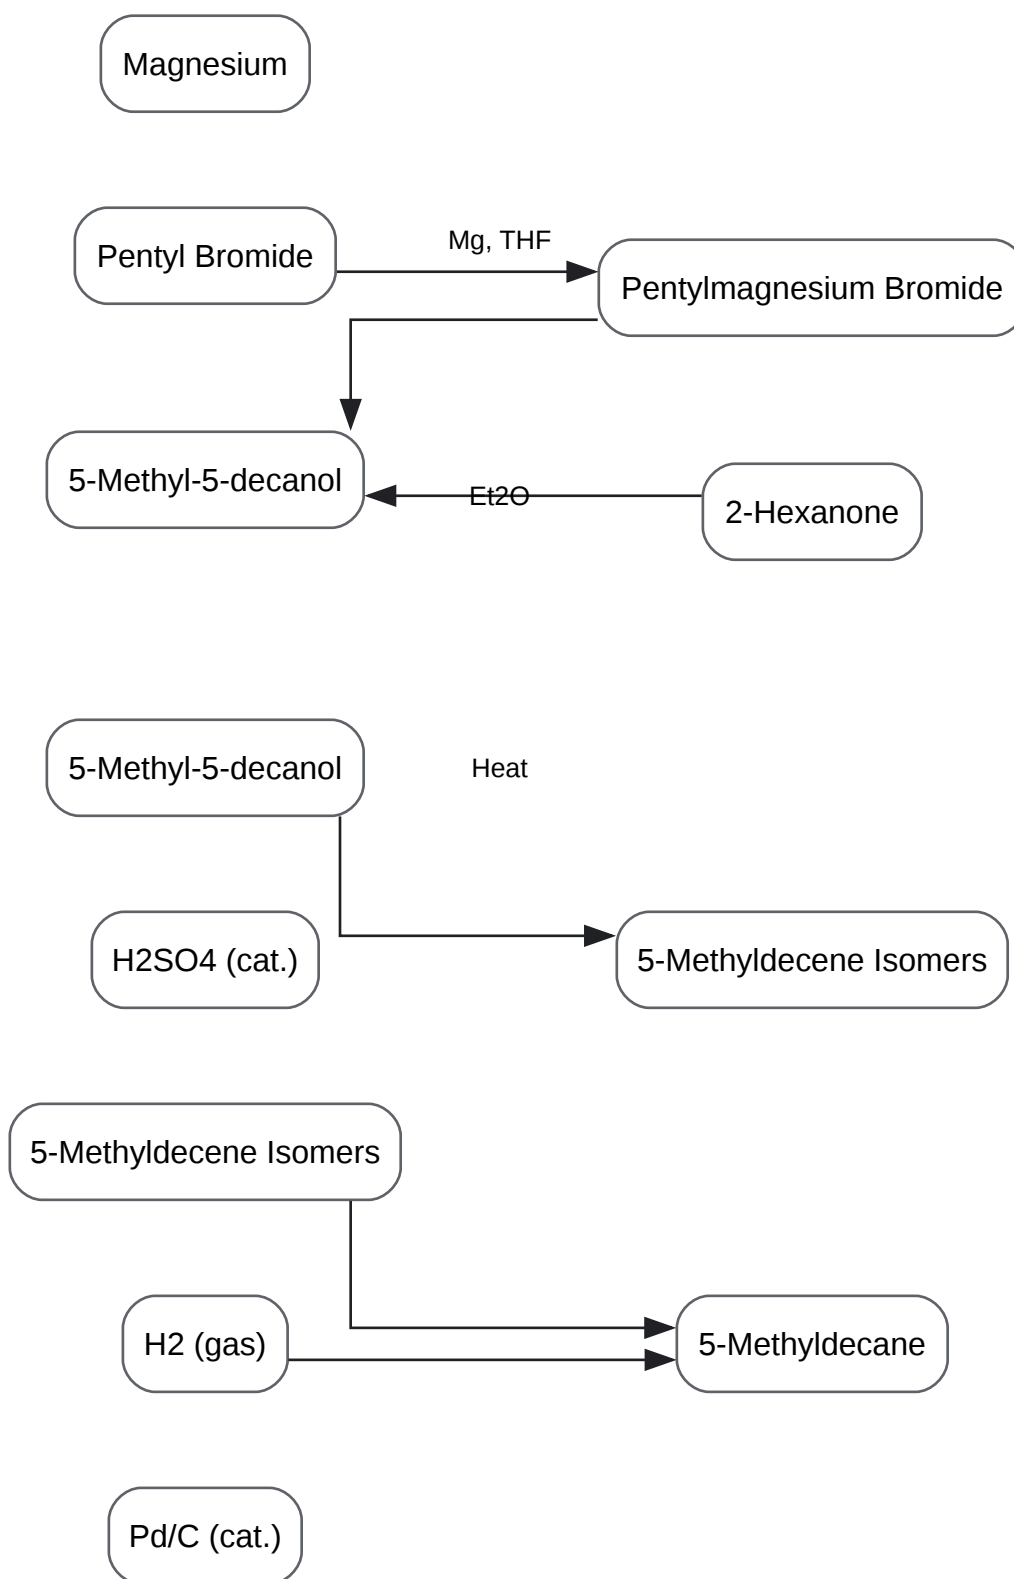 Magnesium
Pentyl Bromide
Mg, THF
Pentylmagnesium Bromide
5-Methyl-5-decanol
Et2O
2-Hexanone
5-Methyl-5-decanol
Heat
H2SO4 (cat.)
5-Methyldecene Isomers
5-Methyldecene Isomers
H2 (gas)
5-Methyldecane
Pd/C (cat.)